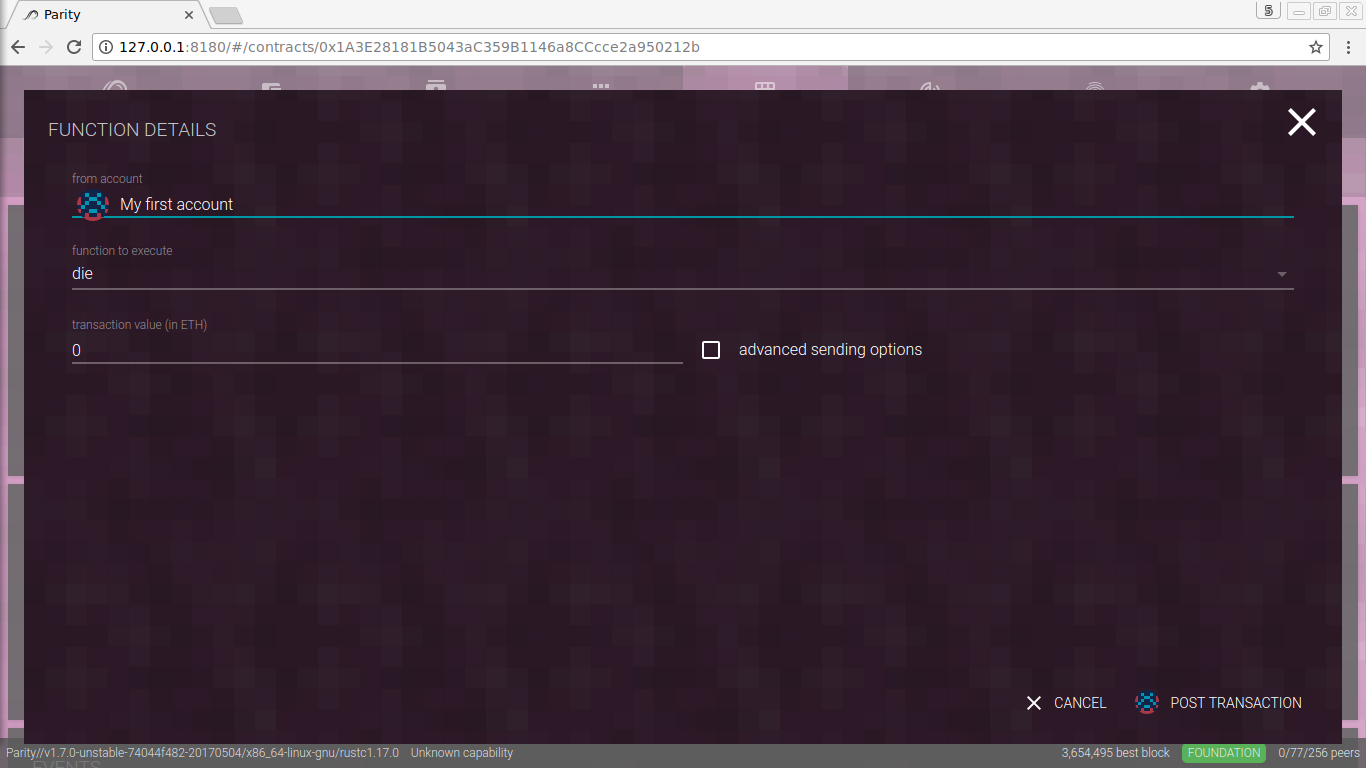 Parity
5
127.0.0.1:8180/#/contracts/0x1A3E28181B5043aC359B1146a8CCcce2a950212b
FUNCTION DETAILS
from account
My first account
function to execute
die
transaction value (in ETH)
0
advanced sending options
CANCEL
POST TRANSACTION
Parity//v1.7.0-unstable-74044f482-20170504/x86_64-linux-gnu/rustc1.17.0 Unknown capability 3,654,495 best block FOUNDATION 0/77/256 peers
EVENTS